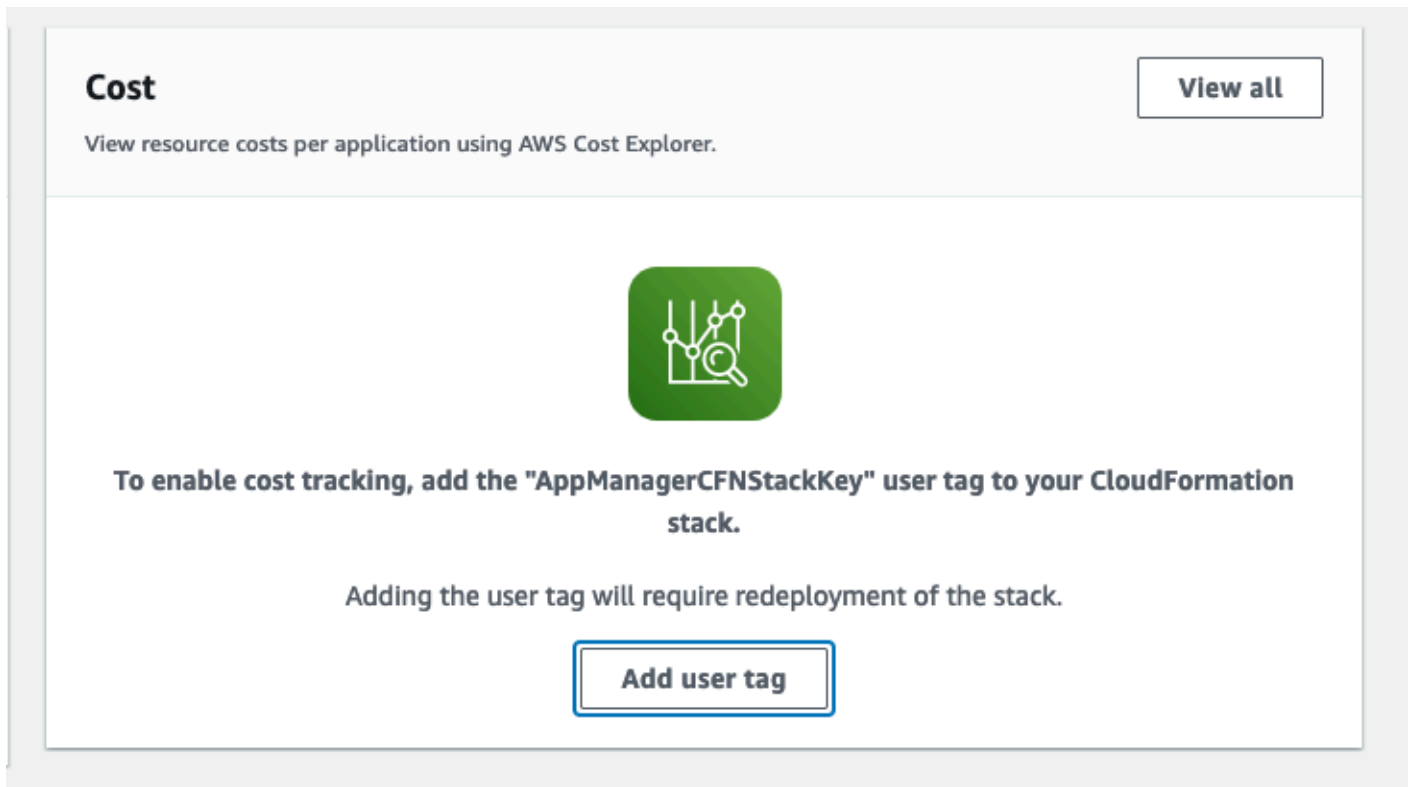 Cost
View all
View resource costs per application using AWS Cost Explorer.
To enable cost tracking, add the "AppManagerCFNStackKey" user tag to your CloudFormation
stack.
Adding the user tag will require redeployment of the stack.
Add user tag